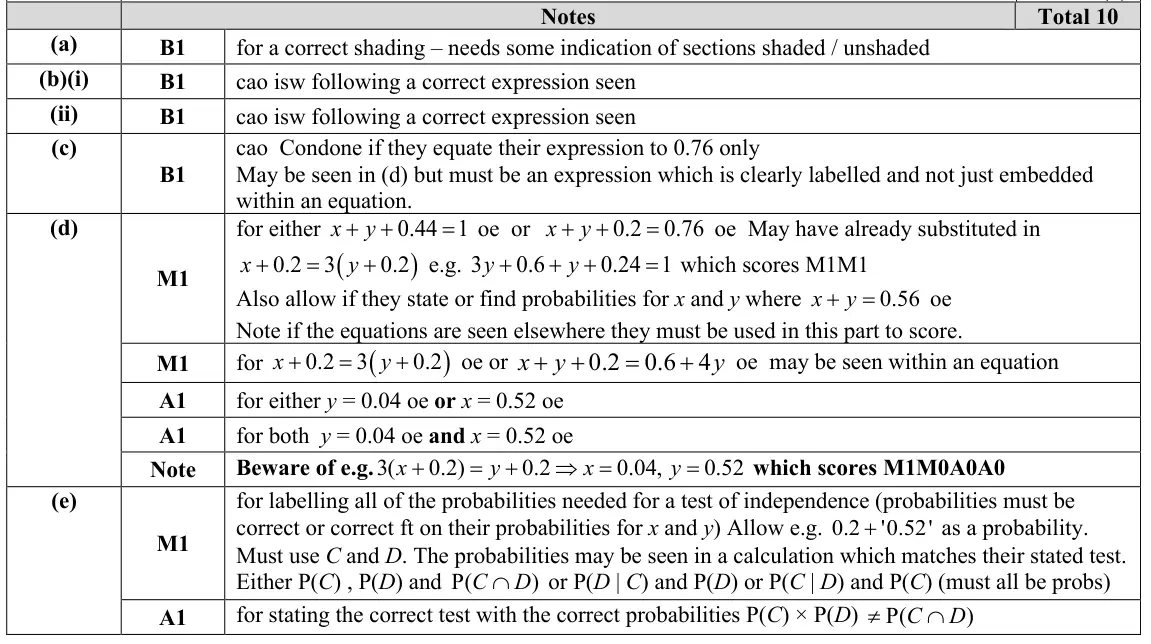 Notes Total 10
(a) B1 for a correct shading – needs some indication of sections shaded / unshaded
(b)(i) B1 cao isw following a correct expression seen
(ii) B1 cao isw following a correct expression seen
(c) B1 cao Condone if they equate their expression to 0.76 only
May be seen in (d) but must be an expression which is clearly labelled and not just embedded
within an equation.
(d) M1 for either x + y + 0.44 = 1 oe or x + y + 0.2 = 0.76 oe May have already substituted in
x + 0.2 = 3(y + 0.2) e.g. 3y + 0.6 + y + 0.24 = 1 which scores M1M1
Also allow if they state or find probabilities for x and y where x + y = 0.56 oe
Note if the equations are seen elsewhere they must be used in this part to score.
M1 for x + 0.2 = 3(y + 0.2) oe or x + y + 0.2 = 0.6 + 4y oe may be seen within an equation
A1 for either y = 0.04 oe or x = 0.52 oe
A1 for both y = 0.04 oe and x = 0.52 oe
Note Beware of e.g. 3(x + 0.2) = y + 0.2 ⇒ x = 0.04, y = 0.52 which scores M1M0A0A0
(e) M1 for labelling all of the probabilities needed for a test of independence (probabilities must be
correct or correct ft on their probabilities for x and y) Allow e.g. 0.2 + '0.52' as a probability.
Must use C and D. The probabilities may be seen in a calculation which matches their stated test.
Either P(C) , P(D) and P(C ∩ D) or P(D | C) and P(D) or P(C | D) and P(C) (must all be probs)
A1 for stating the correct test with the correct probabilities P(C) × P(D) ≠ P(C ∩ D)